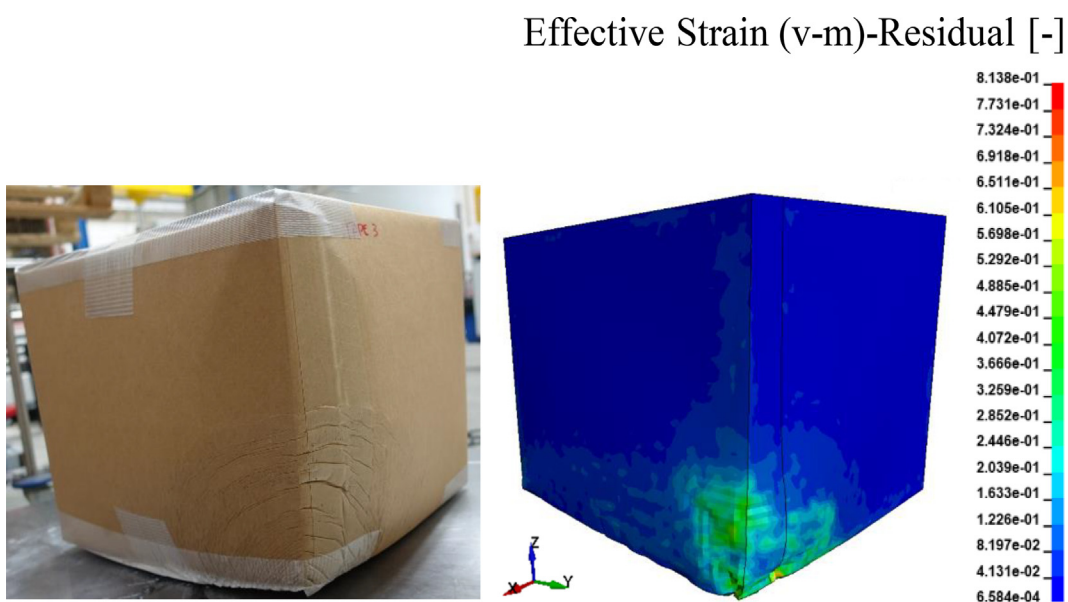 Effective Strain (v-m)-Residual [-]
8.138e-01
7.731e-01
7.324e-01
6.918e-01
6.511e-01
6.105e-01
5.698e-01
5.292e-01
4.885e-01
4.479e-01
4.072e-01
3.666e-01
3.259e-01
2.852e-01
2.446e-01
2.039e-01
1.633e-01
1.226e-01
8.197e-02
4.131e-02
6.584e-04
PE 3
Z
X
Y